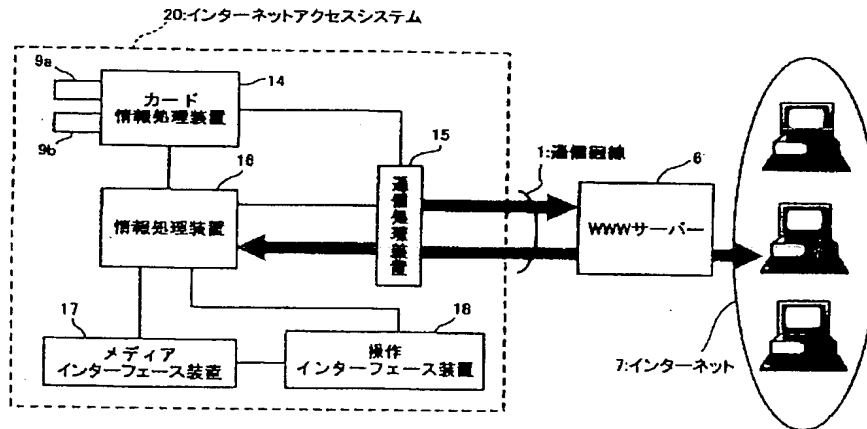 20:インターネットアクセスシステム
9a
9b
14
カード
情報処理装置
15
通信処理装置
16
情報処理装置
1:通信回線
6
WWWサーバー
17
メディア
インターフェース装置
18
操作
インターフェース装置
7:インターネット